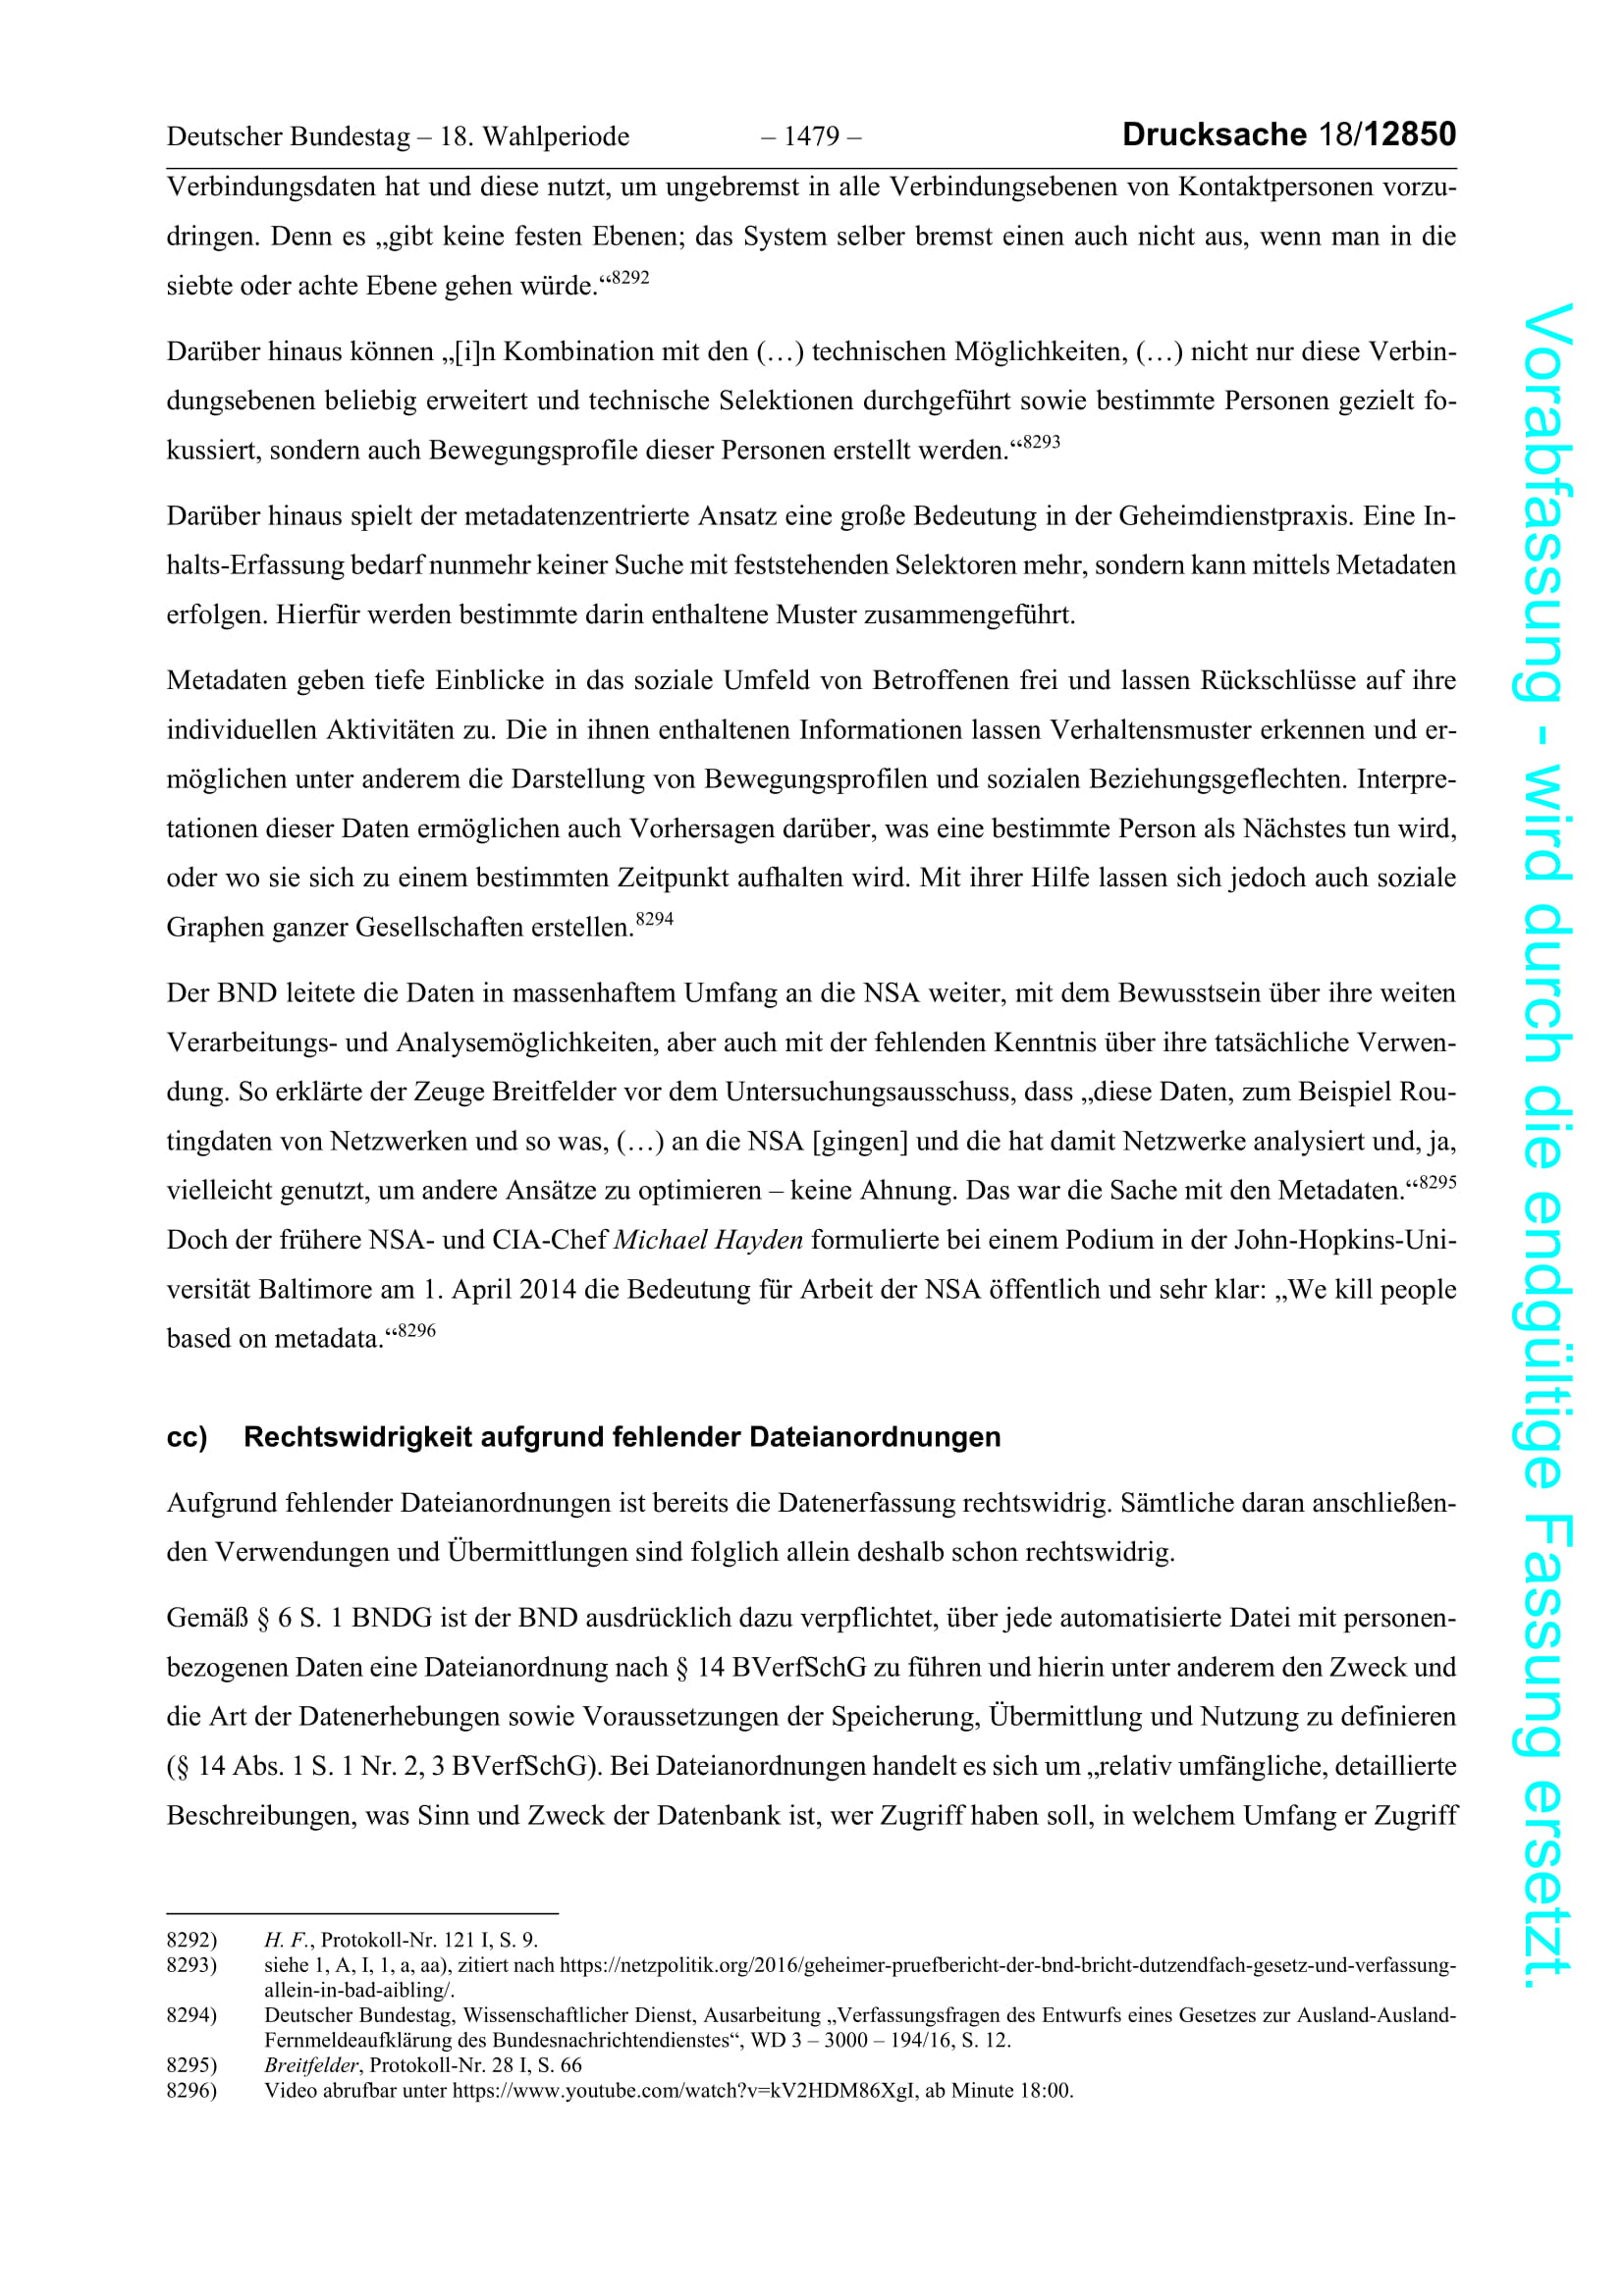 Deutscher Bundestag – 18. Wahlperiode – 1479 – Drucksache 18/12850
Verbindungsdaten hat und diese nutzt, um ungebremst in alle Verbindungsebenen von Kontaktpersonen vorzu-
dringen. Denn es „gibt keine festen Ebenen; das System selber bremst einen auch nicht aus, wenn man in die
siebte oder achte Ebene gehen würde.“8292
Darüber hinaus können „[i]n Kombination mit den (…) technischen Möglichkeiten, (…) nicht nur diese Verbin-
dungsebenen beliebig erweitert und technische Selektionen durchgeführt sowie bestimmte Personen gezielt fo-
kussiert, sondern auch Bewegungsprofile dieser Personen erstellt werden.“8293
Darüber hinaus spielt der metadatenzentrierte Ansatz eine große Bedeutung in der Geheimdienstpraxis. Eine In-
halts-Erfassung bedarf nunmehr keiner Suche mit feststehenden Selektoren mehr, sondern kann mittels Metadaten
erfolgen. Hierfür werden bestimmte darin enthaltene Muster zusammengeführt.
Metadaten geben tiefe Einblicke in das soziale Umfeld von Betroffenen frei und lassen Rückschlüsse auf ihre
individuellen Aktivitäten zu. Die in ihnen enthaltenen Informationen lassen Verhaltensmuster erkennen und er-
möglichen unter anderem die Darstellung von Bewegungsprofilen und sozialen Beziehungsgeflechten. Interpre-
tationen dieser Daten ermöglichen auch Vorhersagen darüber, was eine bestimmte Person als Nächstes tun wird,
oder wo sie sich zu einem bestimmten Zeitpunkt aufhalten wird. Mit ihrer Hilfe lassen sich jedoch auch soziale
Graphen ganzer Gesellschaften erstellen.8294
Der BND leitete die Daten in massenhaftem Umfang an die NSA weiter, mit dem Bewusstsein über ihre weiten
Verarbeitungs- und Analysemöglichkeiten, aber auch mit der fehlenden Kenntnis über ihre tatsächliche Verwen-
dung. So erklärte der Zeuge Breitfelder vor dem Untersuchungsausschuss, dass „diese Daten, zum Beispiel Rou-
tingdaten von Netzwerken und so was, (…) an die NSA [gingen] und die hat damit Netzwerke analysiert und, ja,
vielleicht genutzt, um andere Ansätze zu optimieren – keine Ahnung. Das war die Sache mit den Metadaten.“8295
Doch der frühere NSA- und CIA-Chef Michael Hayden formulierte bei einem Podium in der John-Hopkins-Uni-
versität Baltimore am 1. April 2014 die Bedeutung für Arbeit der NSA öffentlich und sehr klar: „We kill people
based on metadata.“8296
cc) Rechtswidrigkeit aufgrund fehlender Dateianordnungen
Aufgrund fehlender Dateianordnungen ist bereits die Datenerfassung rechtswidrig. Sämtliche daran anschließen-
den Verwendungen und Übermittlungen sind folglich allein deshalb schon rechtswidrig.
Gemäß § 6 S. 1 BNDG ist der BND ausdrücklich dazu verpflichtet, über jede automatisierte Datei mit personen-
bezogenen Daten eine Dateianordnung nach § 14 BVerfSchG zu führen und hierin unter anderem den Zweck und
die Art der Datenerhebungen sowie Voraussetzungen der Speicherung, Übermittlung und Nutzung zu definieren
(§ 14 Abs. 1 S. 1 Nr. 2, 3 BVerfSchG). Bei Dateianordnungen handelt es sich um „relativ umfängliche, detaillierte
Beschreibungen, was Sinn und Zweck der Datenbank ist, wer Zugriff haben soll, in welchem Umfang er Zugriff
8292) H. F., Protokoll-Nr. 121 I, S. 9.
8293) siehe 1, A, I, 1, a, aa), zitiert nach https://netzpolitik.org/2016/geheimer-pruefbericht-der-bnd-bricht-dutzendfach-gesetz-und-verfassung-
allein-in-bad-aibling/.
8294) Deutscher Bundestag, Wissenschaftlicher Dienst, Ausarbeitung „Verfassungsfragen des Entwurfs eines Gesetzes zur Ausland-Ausland-
Fernmeldeaufklärung des Bundesnachrichtendienstes“, WD 3 – 3000 – 194/16, S. 12.
8295) Breitfelder, Protokoll-Nr. 28 I, S. 66
8296) Video abrufbar unter https://www.youtube.com/watch?v=kV2HDM86XgI, ab Minute 18:00.
Vorabfassung - wird durch die endgültige Fassung ersetzt.